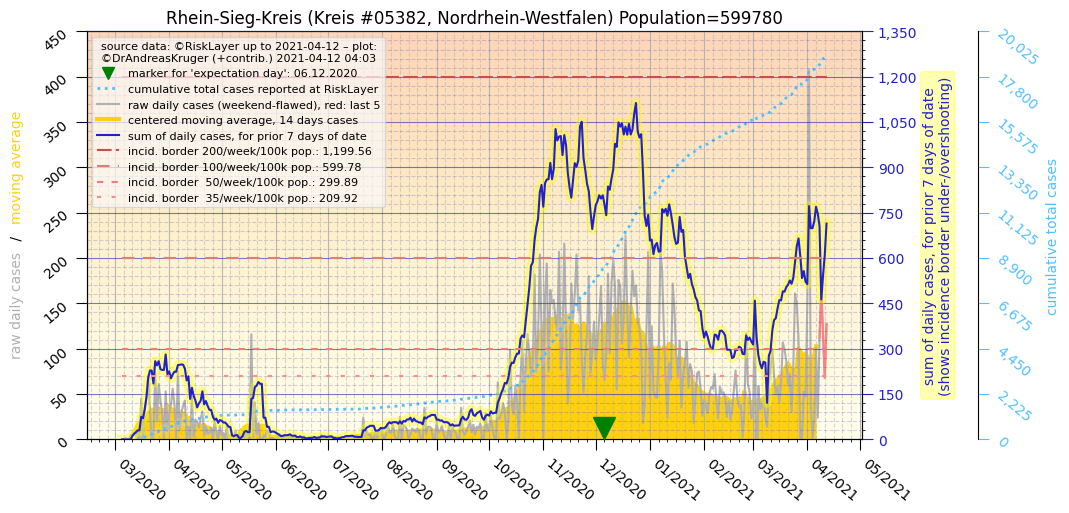 Rhein-Sieg-Kreis (Kreis #05382, Nordrhein-Westfalen) Population=599780
source data: ©RiskLayer up to 2021-04-12 – plot:
©DrAndreasKruger (+contrib.) 2021-04-12 04:03
marker for 'expectation day': 06.12.2020
cumulative total cases reported at RiskLayer
raw daily cases (weekend-flawed), red: last 5
centered moving average, 14 days cases
sum of daily cases, for prior 7 days of date
incid. border 200/week/100k pop.: 1,199.56
incid. border 100/week/100k pop.: 599.78
incid. border  50/week/100k pop.: 299.89
incid. border  35/week/100k pop.: 209.92
raw daily cases / moving average
450
400
350
300
250
200
150
100
50
0
1,350
1,200
1,050
900
750
600
450
300
150
0
sum of daily cases, for prior 7 days of date
(shows incidence border under-/overshooting)
20,025
17,800
15,575
13,350
11,125
8,900
6,675
4,450
2,225
0
cumulative total cases
03/2020
04/2020
05/2020
06/2020
07/2020
08/2020
09/2020
10/2020
11/2020
12/2020
01/2021
02/2021
03/2021
04/2021
05/2021